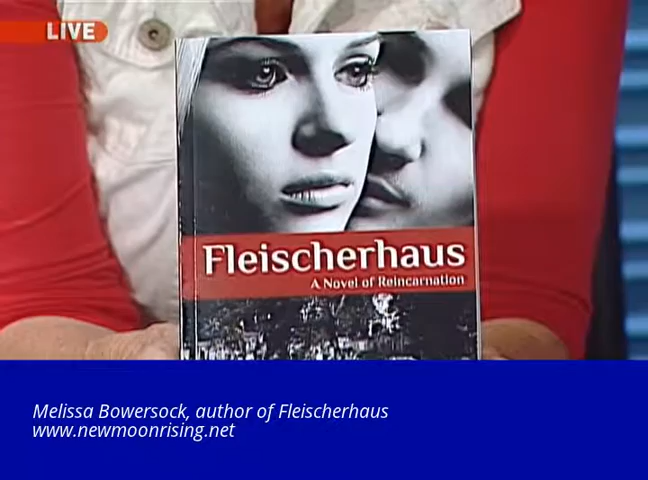 LIVE
Fleischerhaus
A Novel of Reincarnation
Melissa Bowersock, author of Fleischerhaus
www.newmoonrising.net